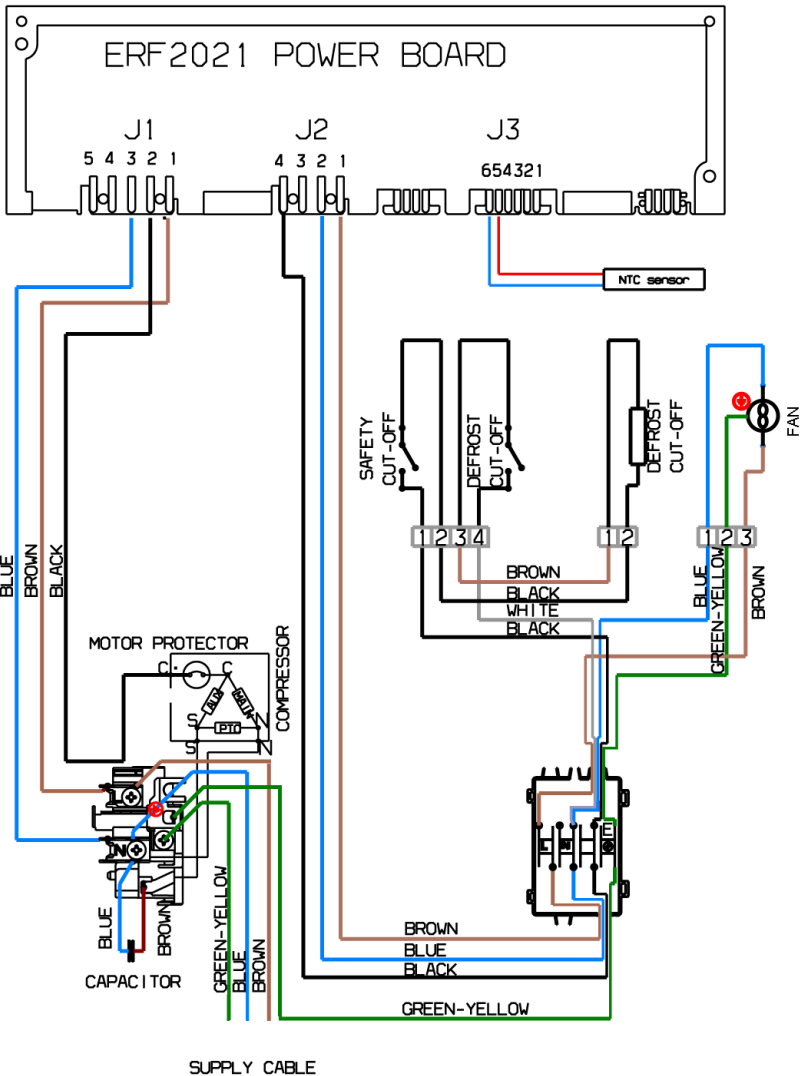 ERF2021 POWER BOARD
J1
J2
J3
5 4 3 2 1
4 3 2 1
654321
NTC sensor
SAFETY
CUT-OFF
DEFROST
CUT-OFF
DEFROST
CUT-OFF
FAN
1 2 3 4
1 2
1 2 3
BLUE
BROWN
BLACK
BROWN
BLACK
WHITE
BLACK
BLUE
GREEN-YELLOW
BROWN
MOTOR PROTECTOR
COMPRESSOR
C C
AUX
MAIN
S N
PTC
S N
N
L N E
BLUE
BROWN
CAPACITOR
GREEN-YELLOW
BLUE
BROWN
BROWN
BLUE
BLACK
GREEN-YELLOW
SUPPLY CABLE